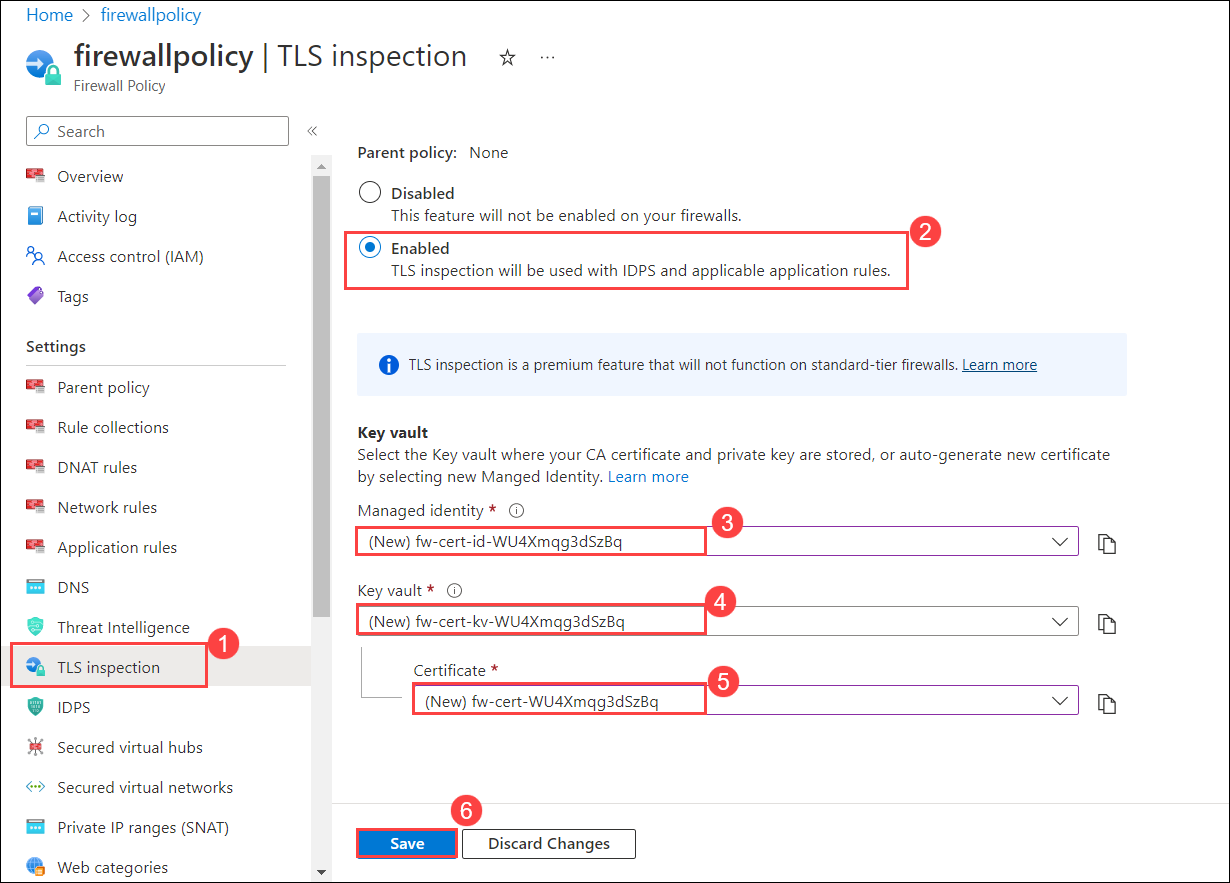 Home > firewallpolicy
firewallpolicy | TLS inspection
Firewall Policy
Search
Overview
Activity log
Access control (IAM)
Tags
Settings
Parent policy
Rule collections
DNAT rules
Network rules
Application rules
DNS
Threat Intelligence
1
TLS inspection
IDPS
Secured virtual hubs
Secured virtual networks
Private IP ranges (SNAT)
Web categories
Parent policy: None
Disabled
This feature will not be enabled on your firewalls.
2
Enabled
TLS inspection will be used with IDPS and applicable application rules.
TLS inspection is a premium feature that will not function on standard-tier firewalls. Learn more
Key vault
Select the Key vault where your CA certificate and private key are stored, or auto-generate new certificate
by selecting new Manged Identity. Learn more
Managed identity *
3
(New) fw-cert-id-WU4Xmqg3dSzBq
Key vault *
4
(New) fw-cert-kv-WU4Xmqg3dSzBq
Certificate *
5
(New) fw-cert-WU4Xmqg3dSzBq
6
Save
Discard Changes